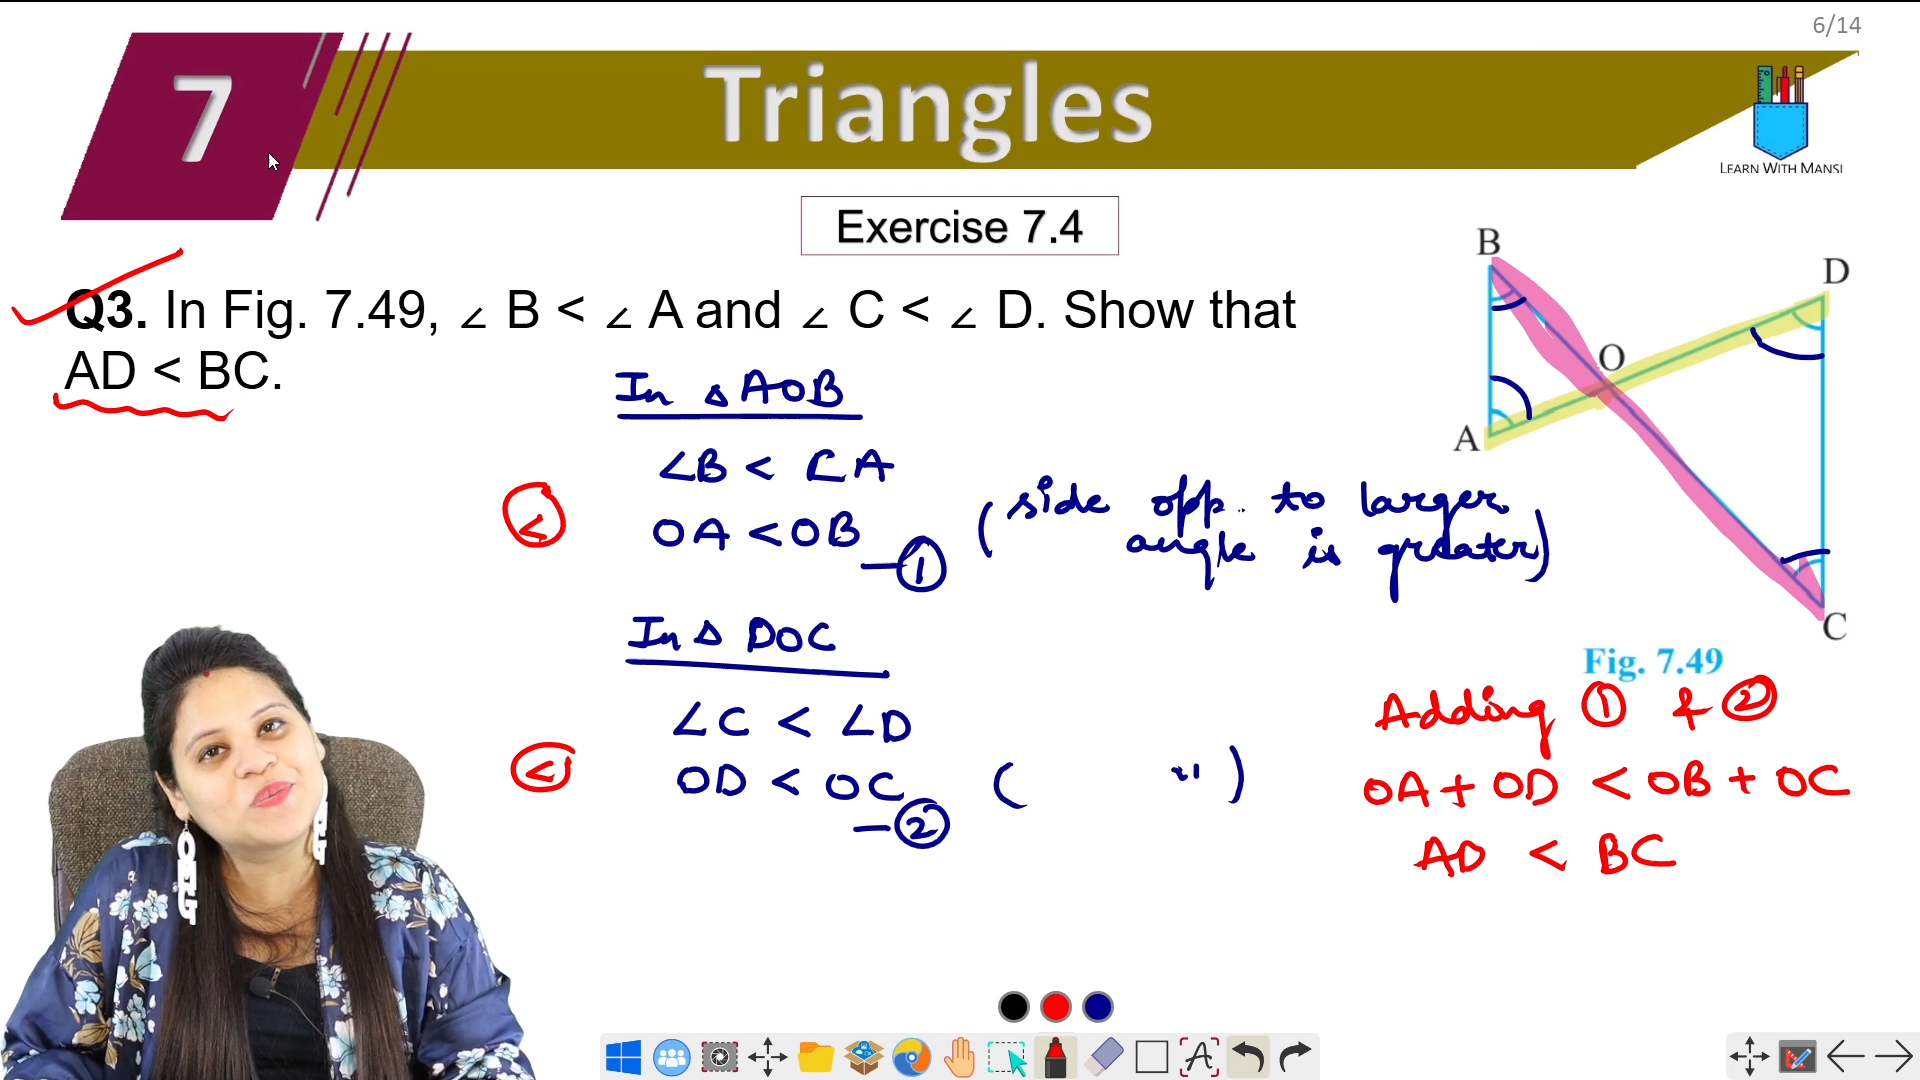 6/14
7
Triangles
LEARN WITH MANSI
Exercise 7.4
Q3. In Fig. 7.49, ∠ B < ∠ A and ∠ C < ∠ D. Show that
AD < BC.
B
D
O
A
C
Fig. 7.49
In △ AOB
∠B < ∠A
<
OA < OB —①
(side opp. to larger
angle is greater)
In △ DOC
∠C < ∠D
<
OD < OC —②
( " )
Adding ① & ②
OA + OD < OB + OC
AD < BC
OMG
A